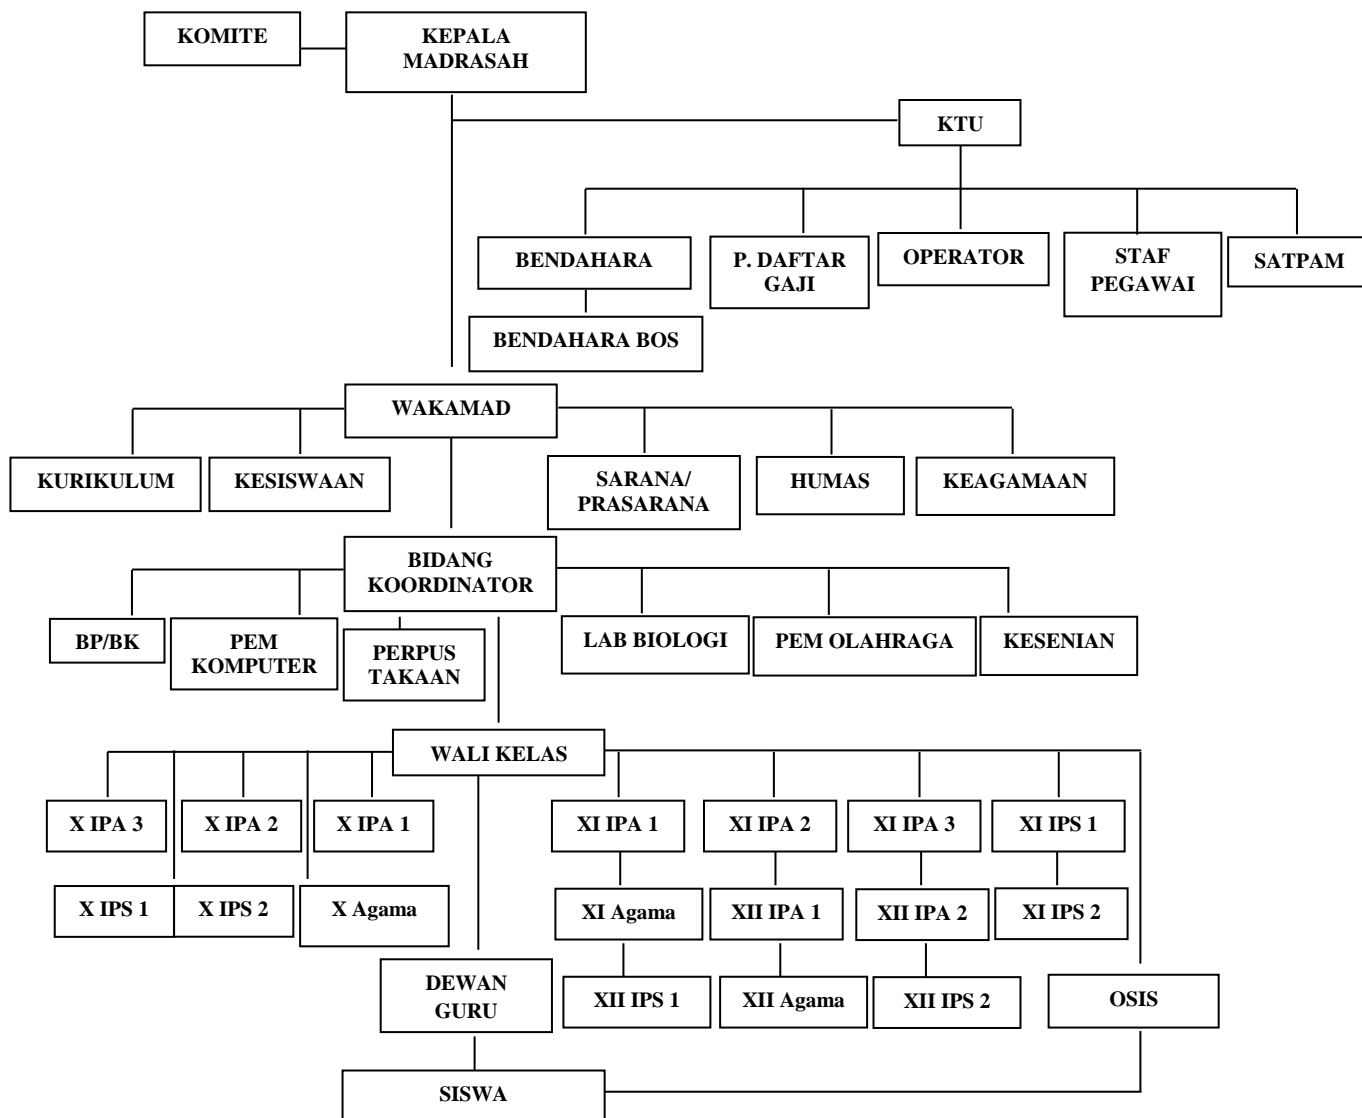 KOMITE
KEPALA
MADRASAH
KTU
BENDAHARA
P. DAFTAR
GAJI
OPERATOR
STAF
PEGAWAI
SATPAM
BENDAHARA BOS
WAKAMAD
KURIKULUM
KESISWAAN
SARANA/
PRASARANA
HUMAS
KEAGAMAAN
BIDANG
KOORDINATOR
BP/BK
PEM
KOMPUTER
PERPUS
TAKAAN
LAB BIOLOGI
PEM OLAHRAGA
KESENIAN
WALI KELAS
X IPA 3
X IPA 2
X IPA 1
XI IPA 1
XI IPA 2
XI IPA 3
XI IPS 1
X IPS 1
X IPS 2
X Agama
XI Agama
XII IPA 1
XII IPA 2
XI IPS 2
DEWAN
GURU
XII IPS 1
XII Agama
XII IPS 2
OSIS
SISWA